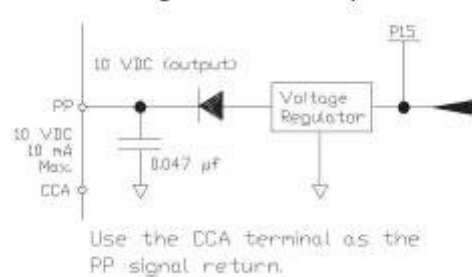 P15
10 VDC (output)
Voltage
Regulator
PP
10 VDC
10 mA
Max.
0.047 µf
CCA
Use the CCA terminal as the
PP signal return.